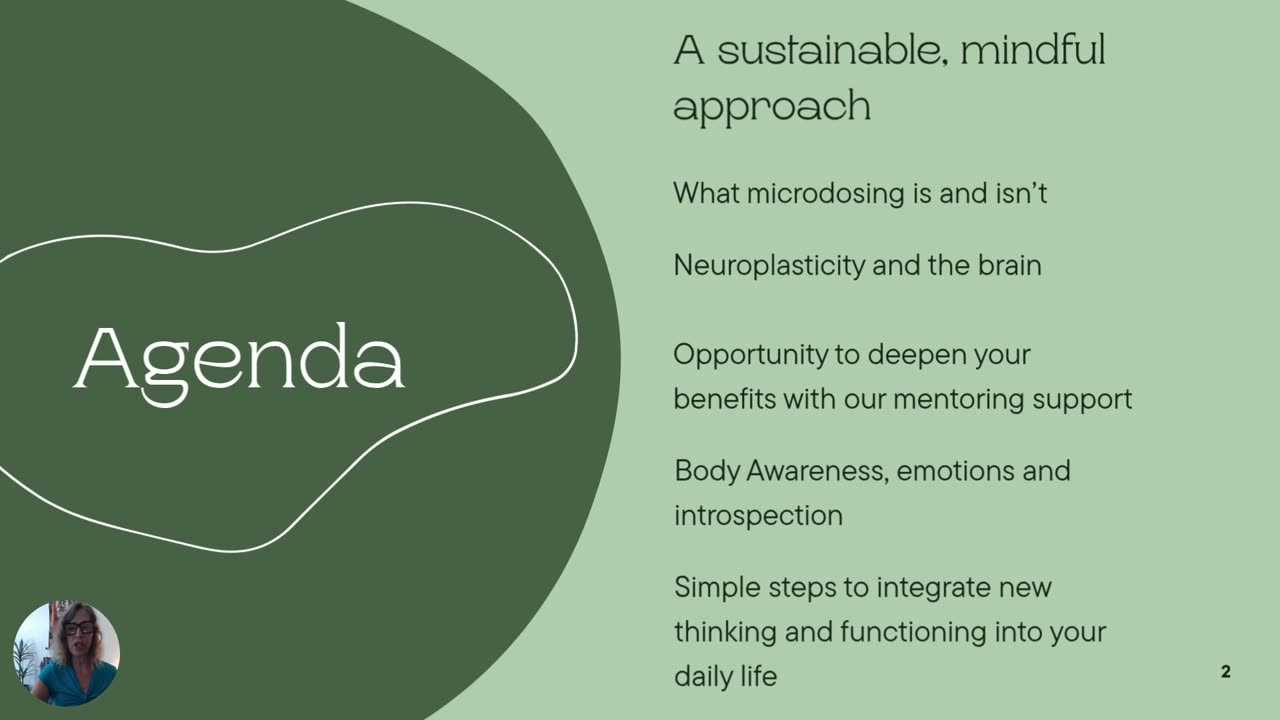 Agenda
A sustainable, mindful
approach
What microdosing is and isn’t
Neuroplasticity and the brain
Opportunity to deepen your
benefits with our mentoring support
Body Awareness, emotions and
introspection
Simple steps to integrate new
thinking and functioning into your
daily life
2